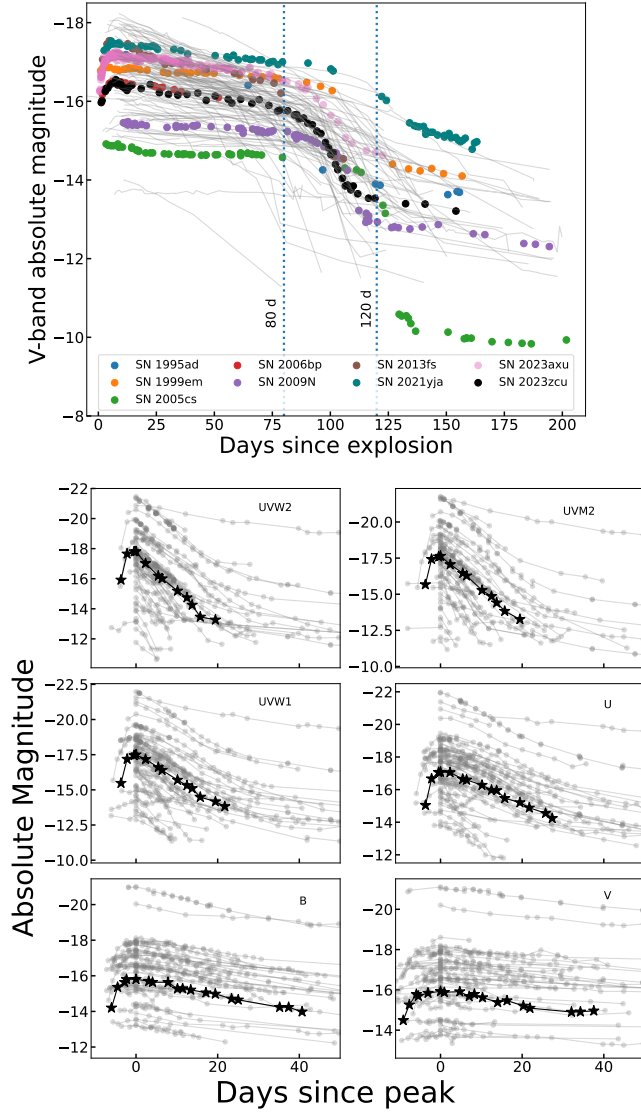 −18
−16
−14
−12
−10
−8
V-band absolute magnitude
80 d
120 d
SN 1995ad
SN 1999em
SN 2005cs
SN 2006bp
SN 2009N
SN 2013fs
SN 2021yja
SN 2023axu
SN 2023zcu
0 25 50 75 100 125 150 175 200
Days since explosion
Absolute Magnitude
−22
−20
−18
−16
−14
−12
UVW2
−20.0
−17.5
−15.0
−12.5
−10.0
UVM2
−22.5
−20.0
−17.5
−15.0
−12.5
−10.0
UVW1
−22
−20
−18
−16
−14
−12
U
−20
−18
−16
−14
−12
B
0 20 40
−20
−18
−16
−14
V
0 20 40
Days since peak